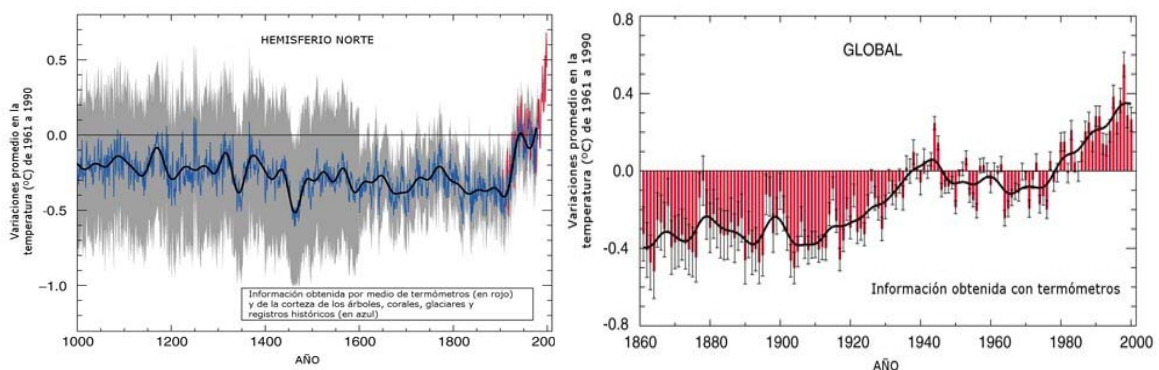 HEMISFERIO NORTE
Variaciones promedio en la
temperatura (ºC) de 1961 a 1990
0.5
0.0
-0.5
-1.0
Información obtenida por medio de termómetros (en rojo)
y de la corteza de los árboles, corales, glaciares y
registros históricos (en azul)
1000 1200 1400 1600 1800 200
AÑO
GLOBAL
Variaciones promedio en la
temperatura (ºC) de 1961 a 1990
0.8
0.4
0.0
-0.4
-0.8
Información obtenida con termómetros
1860 1880 1900 1920 1940 1960 1980 2000
AÑO